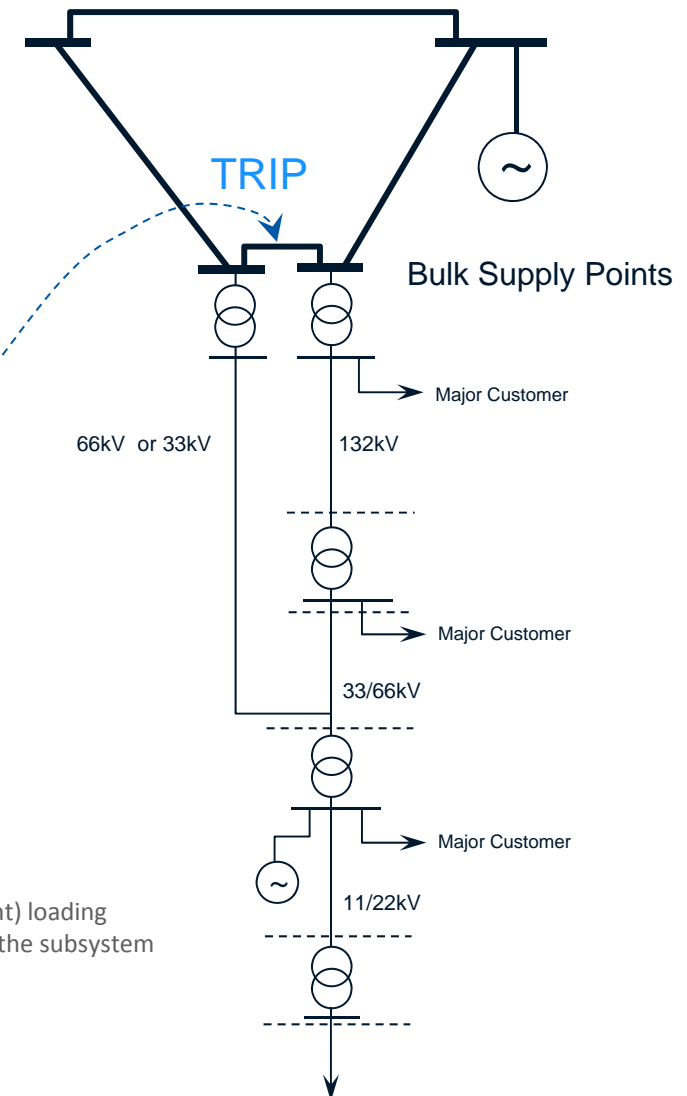 TRIP
Bulk Supply Points
Major Customer
66kV or 33kV
132kV
Major Customer
33/66kV
Major Customer
11/22kV
nt) loading
the subsystem